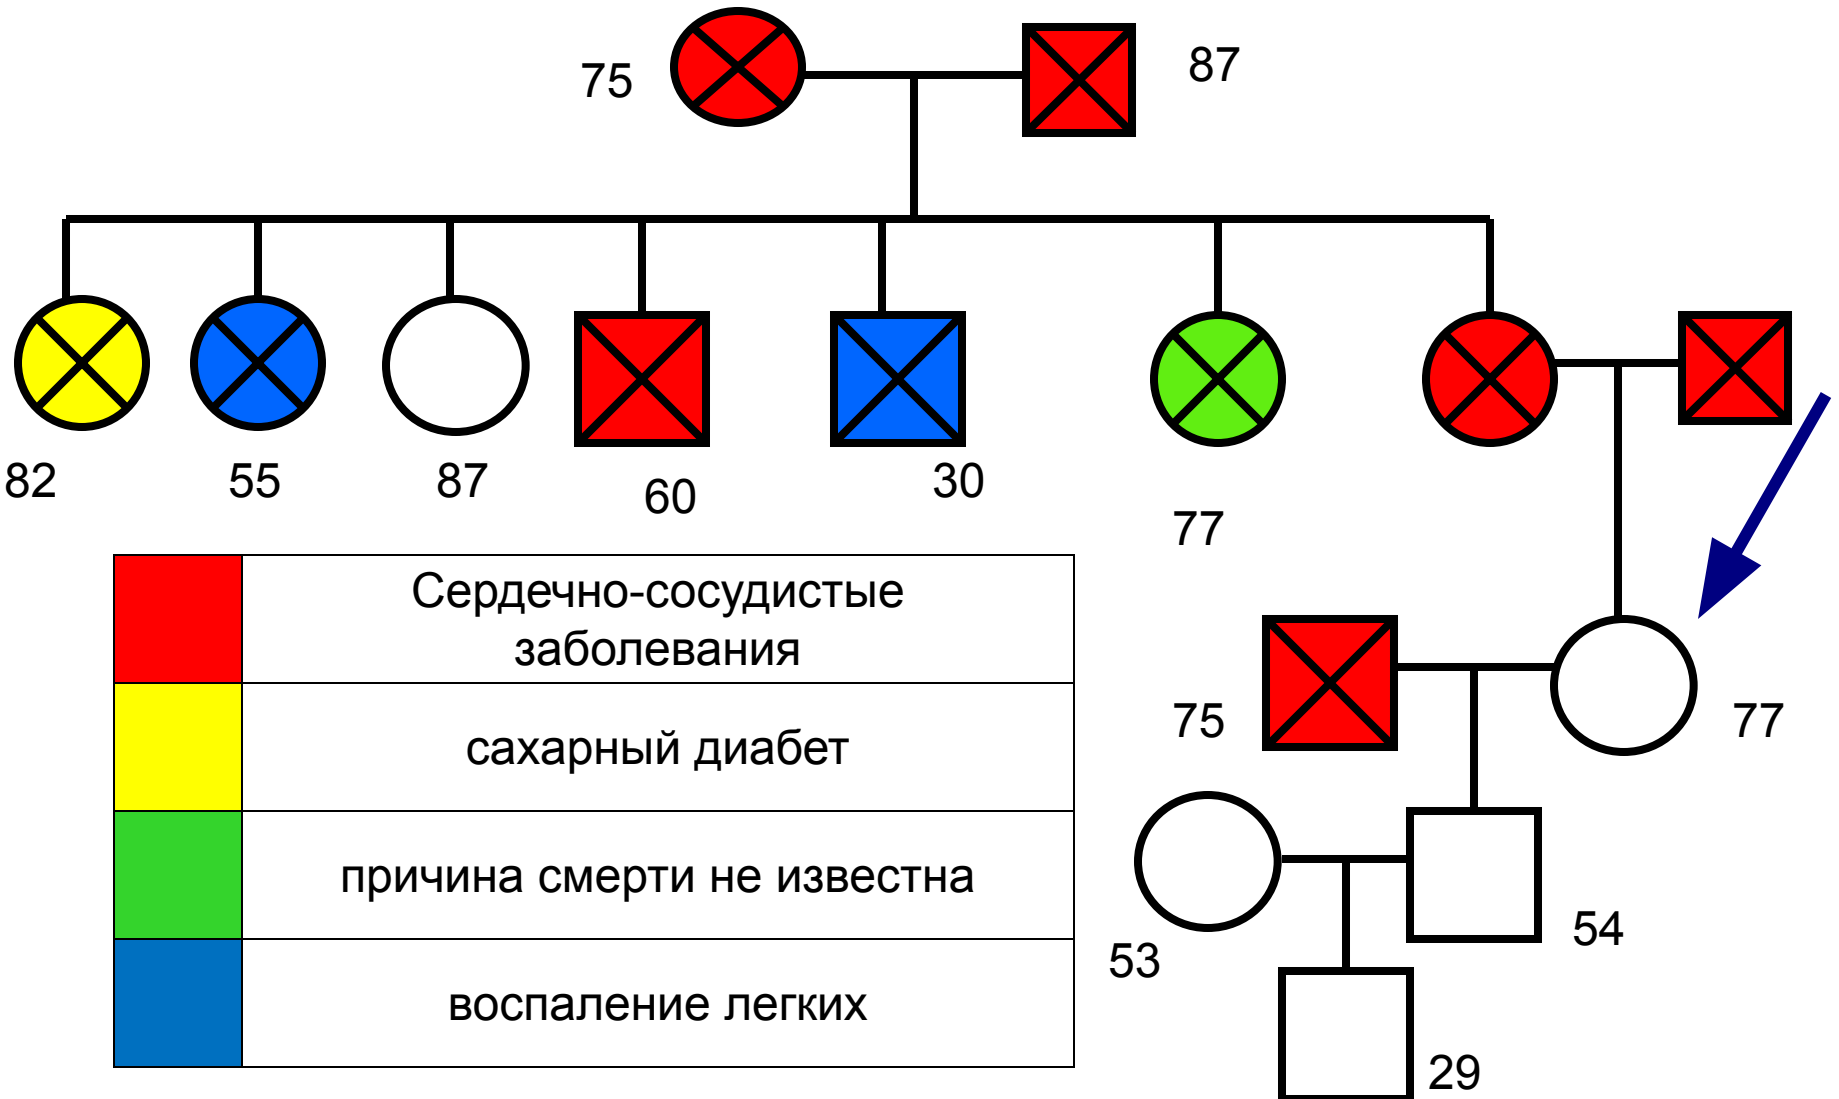 75
87
82
55
87
60
30
77
Сердечно-сосудистые
заболевания
сахарный диабет
причина смерти не известна
воспаление легких
75
77
53
54
29